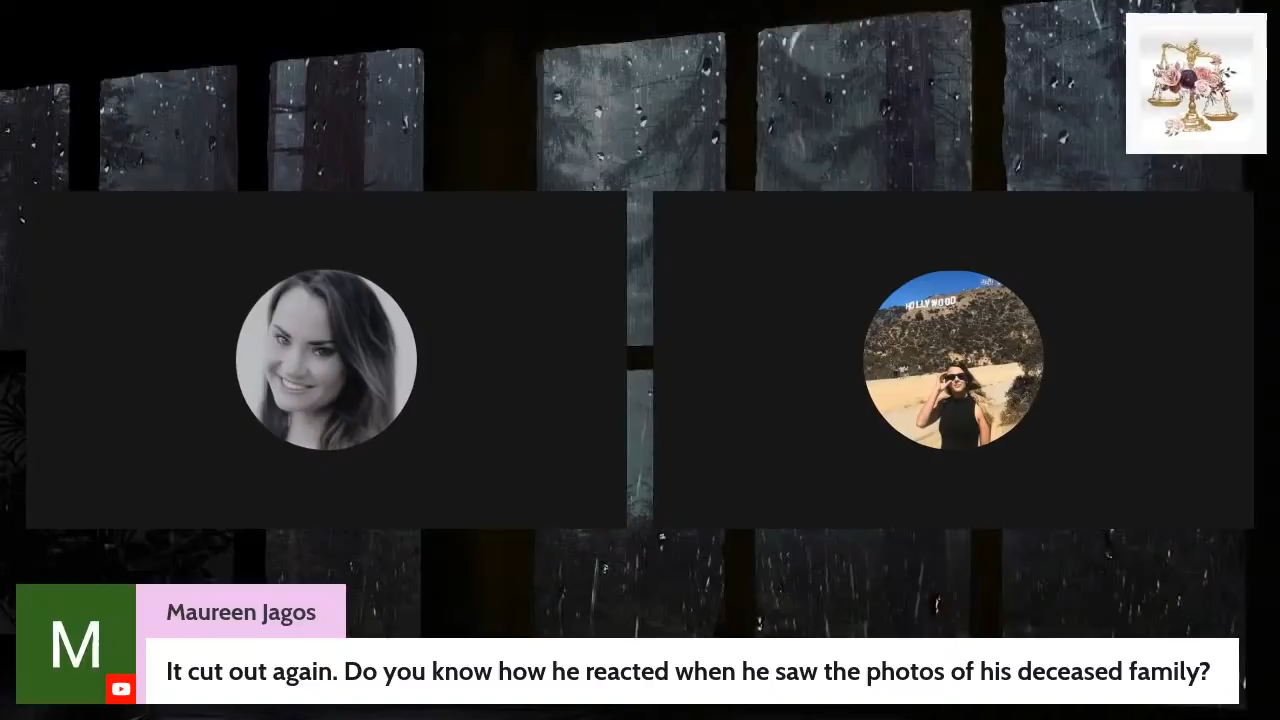 HOLLYWOOD
M
Maureen Jagos
It cut out again. Do you know how he reacted when he saw the photos of his deceased family?